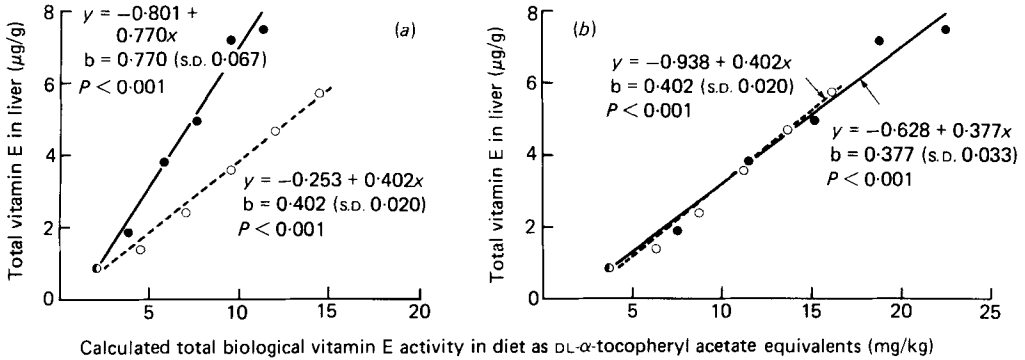 Total vitamin E in liver (μg/g)
8
6
4
2
0
5
10
15
20
(a)
y = −0·801 +
0·770x
b = 0·770 (S.D. 0·067)
P < 0·001
y = −0·253 + 0·402x
b = 0·402 (S.D. 0·020)
P < 0·001
Total vitamin E in liver (μg/g)
8
6
4
2
0
5
10
15
20
25
(b)
y = −0·938 + 0·402x
b = 0·402 (S.D. 0·020)
P < 0·001
y = −0·628 + 0·377x
b = 0·377 (S.D. 0·033)
P < 0·001
Calculated total biological vitamin E activity in diet as DL-α-tocopheryl acetate equivalents (mg/kg)